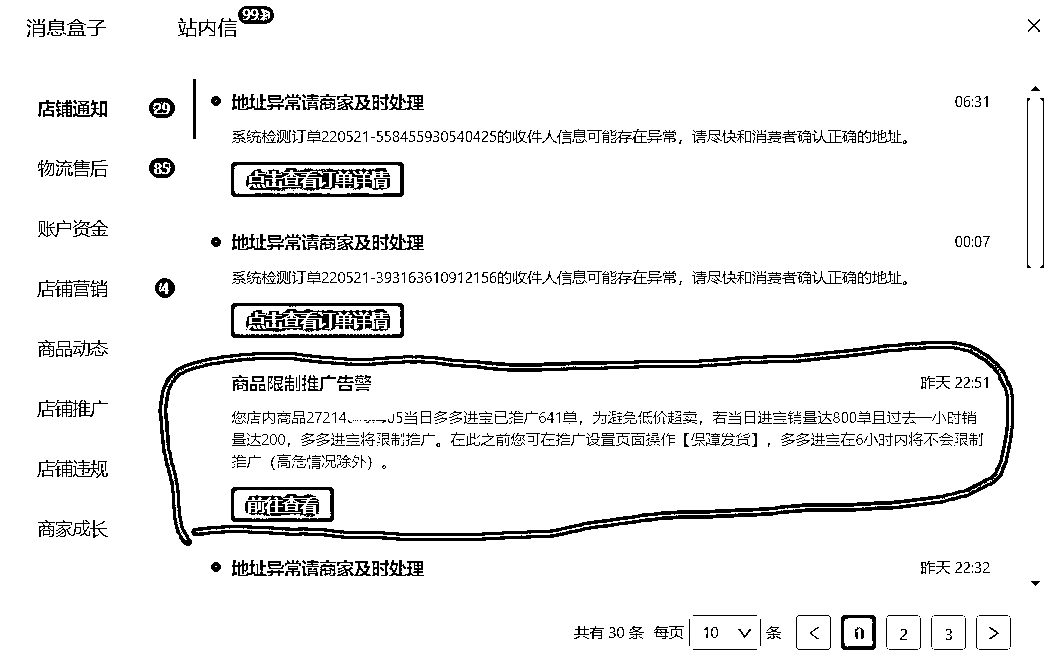 消息盒子
站内信
99+
店铺通知
29
物流售后
85
账户资金
店铺营销
4
商品动态
店铺推广
店铺违规
商家成长
地址异常请商家及时处理 06:31
系统检测订单220521-558455930540425的收件人信息可能存在异常，请尽快和消费者确认正确的地址。
点击查看订单详情
地址异常请商家及时处理 00:07
系统检测订单220521-393163610912156的收件人信息可能存在异常，请尽快和消费者确认正确的地址。
点击查看订单详情
商品限制推广告警 昨天 22:51
您店内商品27214 05当日多多进宝已推广641单，为避免低价超卖，若当日进宝销量达800单且过去一小时销
量达200，多多进宝将限制推广。在此之前您可在推广设置页面操作【保障发货】，多多进宝在6小时内将不会限制
推广（高危情况除外）。
前往查看
地址异常请商家及时处理 昨天 22:32
共有 30 条 每页 10 条 < 1 2 3 >